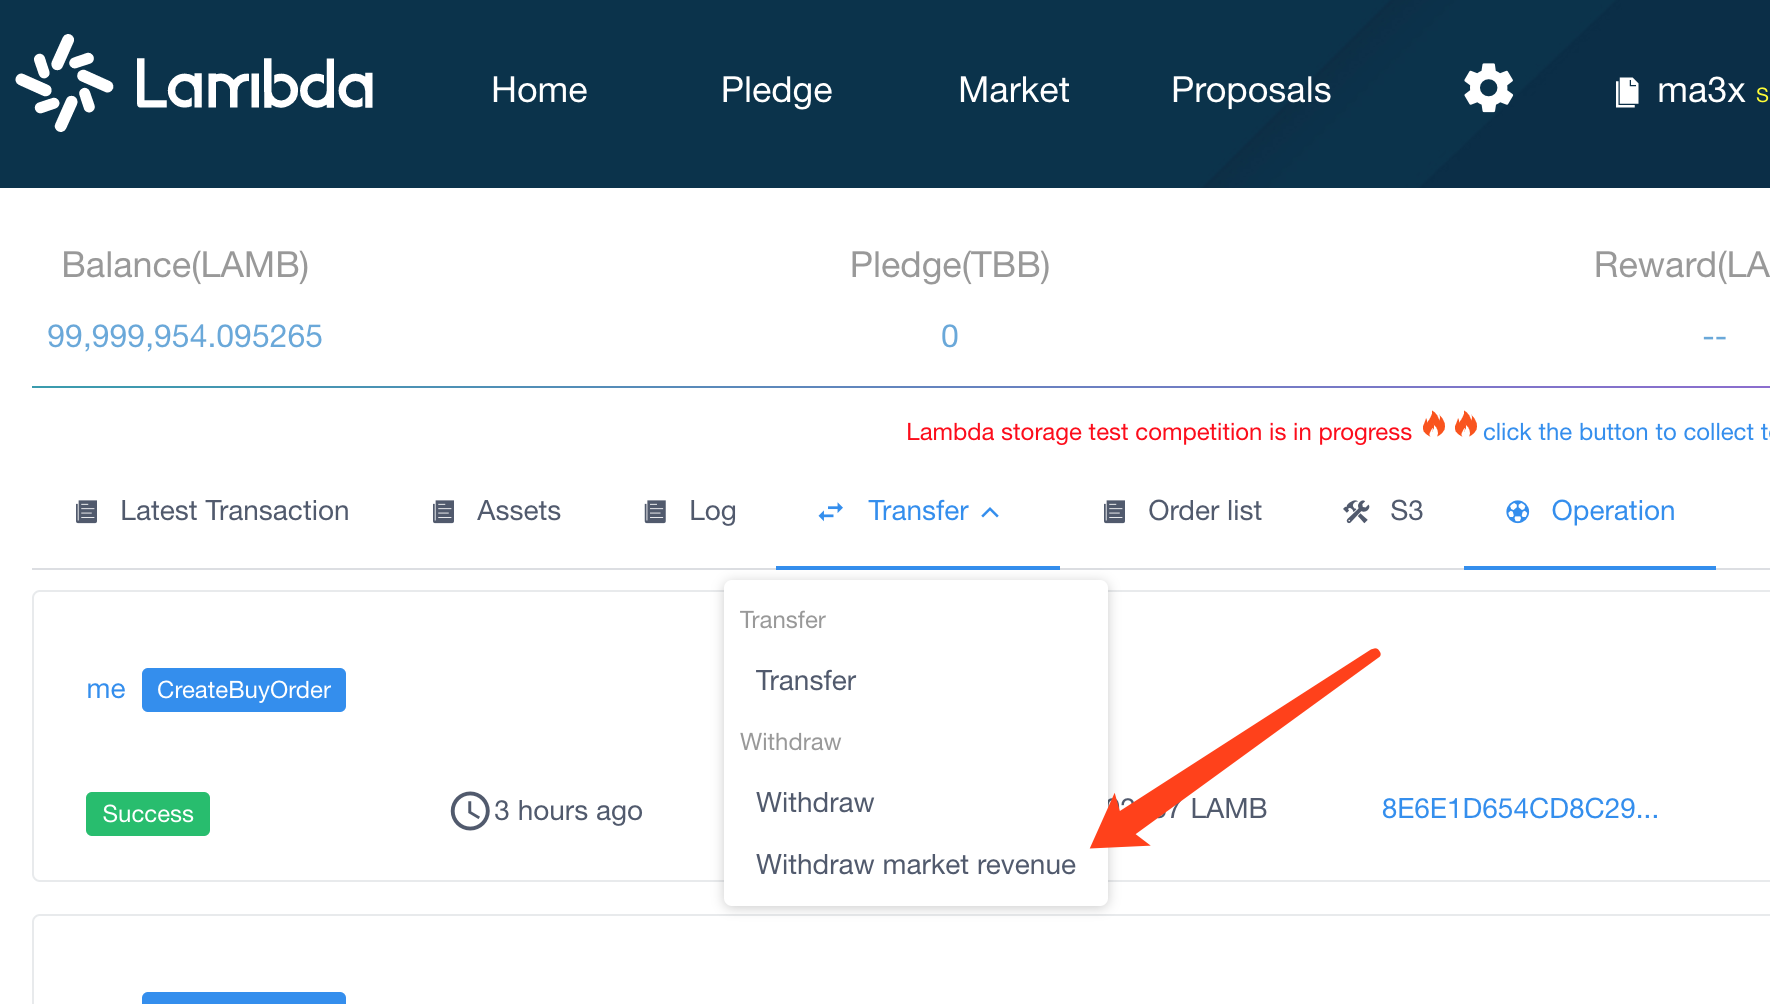 Lambda
Home Pledge Market Proposals ma3x
Balance(LAMB) Pledge(TBB) Reward(LA
99,999,954.095265 0 --
Lambda storage test competition is in progress click the button to collect
Latest Transaction Assets Log Transfer Order list S3 Operation
Transfer
me CreateBuyOrder
Transfer
Withdraw
Withdraw
Success 3 hours ago LAMB 8E6E1D654CD8C29...
Withdraw market revenue